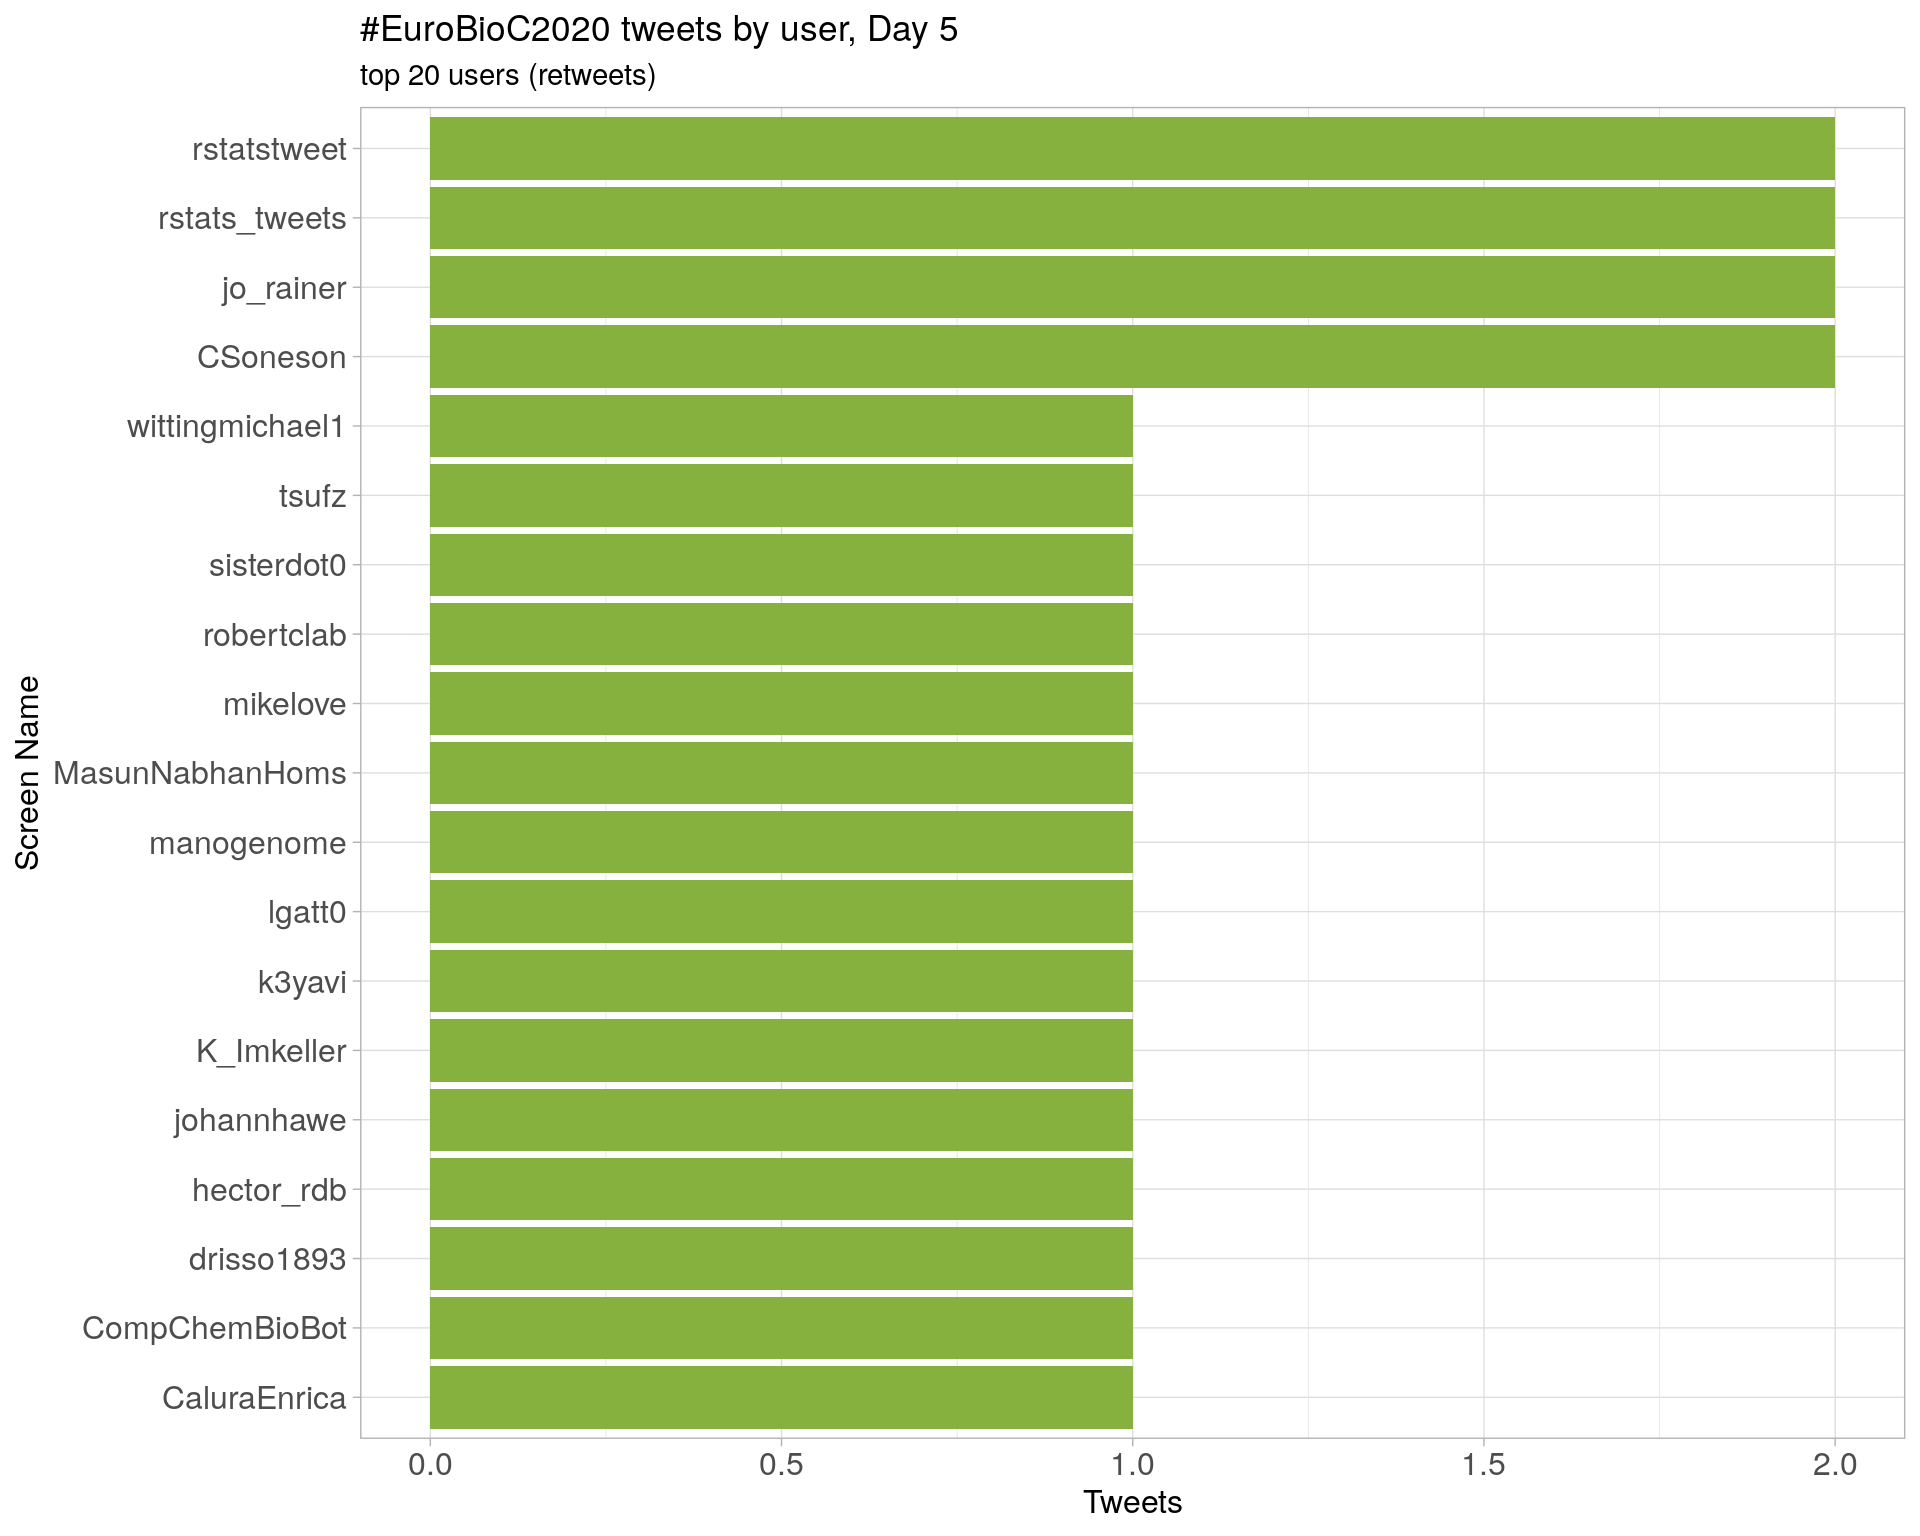 #EuroBioC2020 tweets by user, Day 5
top 20 users (retweets)
Screen Name
rstatstweet
rstats_tweets
jo_rainer
CSoneson
wittingmichael1
tsufz
sisterdot0
robertclab
mikelove
MasunNabhanHoms
manogenome
lgatt0
k3yavi
K_Imkeller
johannhawe
hector_rdb
drisso1893
CompChemBioBot
CaluraEnrica
0.0 0.5 1.0 1.5 2.0
Tweets